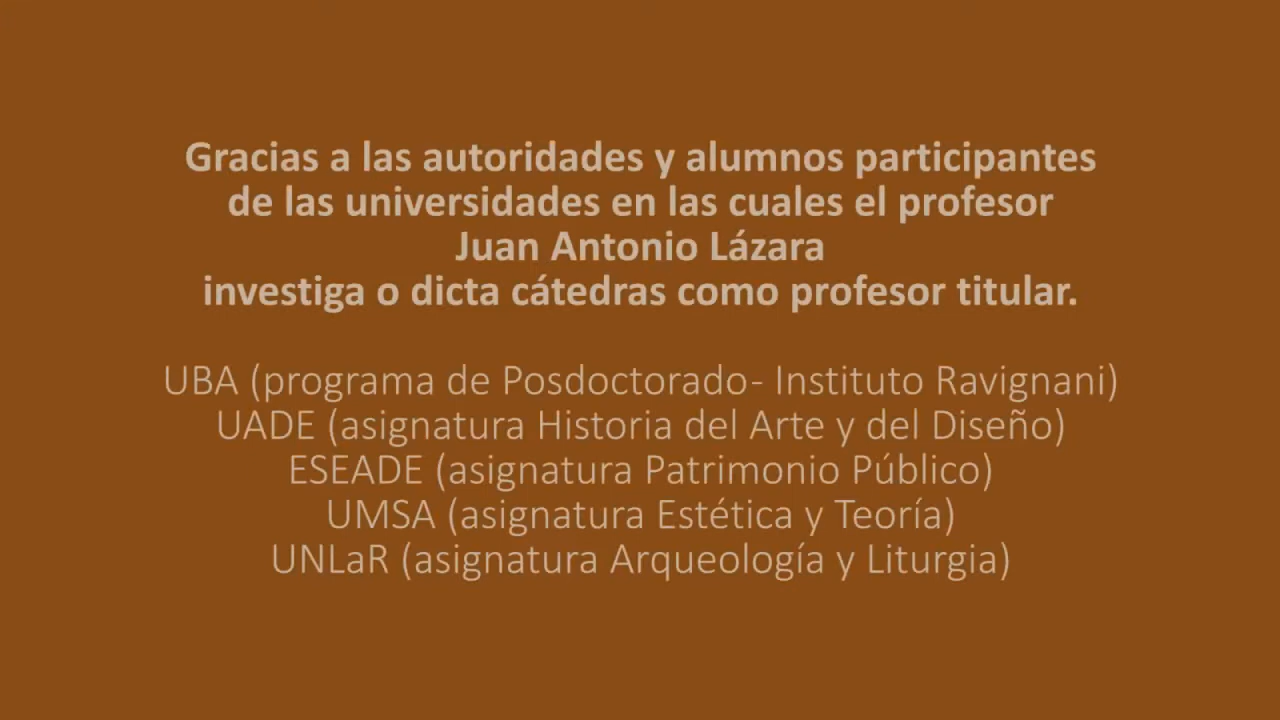 Gracias a las autoridades y alumnos participantes
de las universidades en las cuales el profesor
Juan Antonio Lázara
investiga o dicta cátedras como profesor titular.
UBA (programa de Posdoctorado- Instituto Ravignani)
UADE (asignatura Historia del Arte y del Diseño)
ESEADE (asignatura Patrimonio Público)
UMSA (asignatura Estética y Teoría)
UNLaR (asignatura Arqueología y Liturgia)